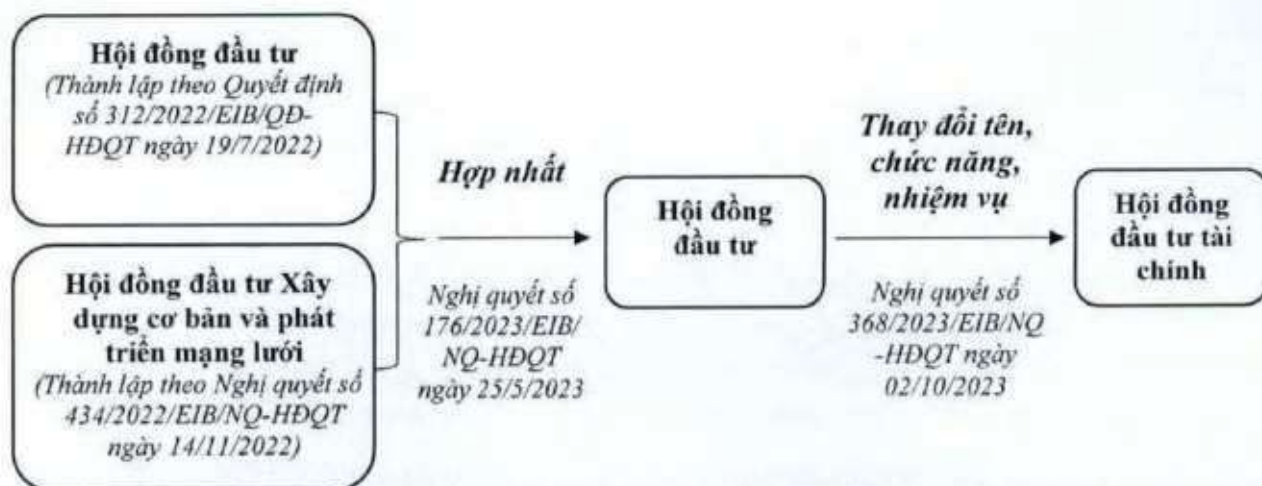 Hội đồng đầu tư
(Thành lập theo Quyết định
số 312/2022/EIB/QĐ-
HĐQT ngày 19/7/2022)
Hội đồng đầu tư Xây
dựng cơ bản và phát
triển mạng lưới
(Thành lập theo Nghị quyết số
434/2022/EIB/NQ-HĐQT
ngày 14/11/2022)
Hợp nhất
Nghị quyết số
176/2023/EIB/
NQ-HĐQT
ngày 25/5/2023
Hội đồng
đầu tư
Thay đổi tên,
chức năng,
nhiệm vụ
Nghị quyết số
368/2023/EIB/NQ
-HĐQT ngày
02/10/2023
Hội đồng
đầu tư tài
chính